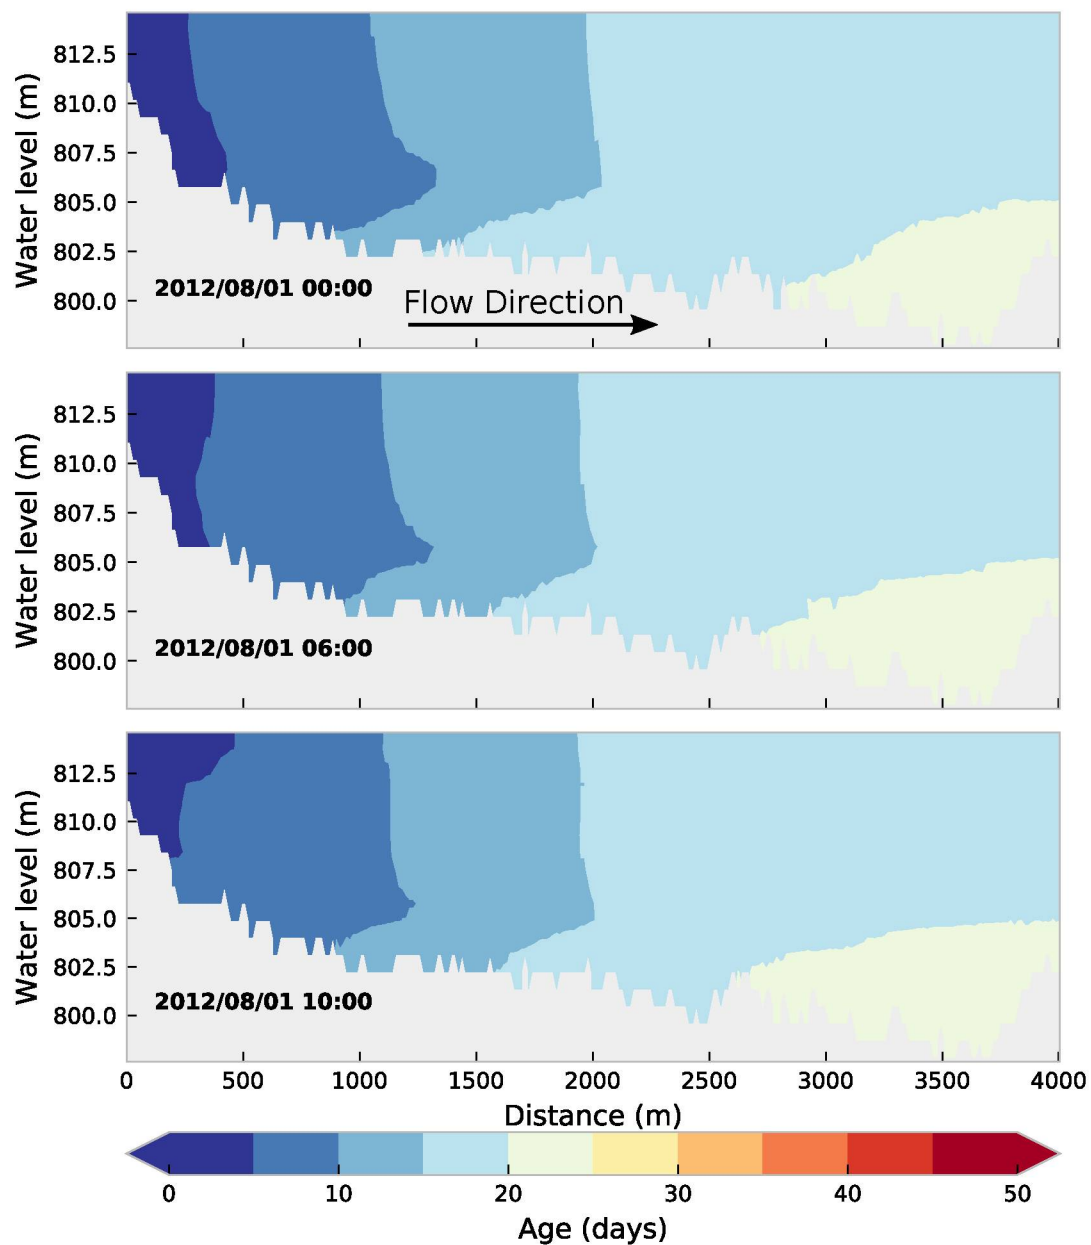 812.5
810.0
807.5
805.0
802.5
800.0
Water level (m)
2012/08/01 00:00
Flow Direction
812.5
810.0
807.5
805.0
802.5
800.0
Water level (m)
2012/08/01 06:00
812.5
810.0
807.5
805.0
802.5
800.0
Water level (m)
2012/08/01 10:00
0 500 1000 1500 2000 2500 3000 3500 4000
Distance (m)
0 10 20 30 40 50
Age (days)